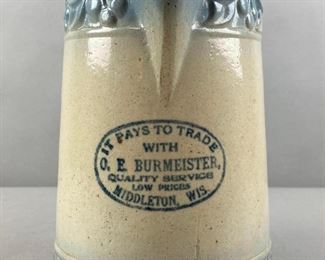 IT PAYS TO TRADE
WITH
O. E. BURMEISTER,
QUALITY SERVICE
LOW PRICES
MIDDLETON, WIS.